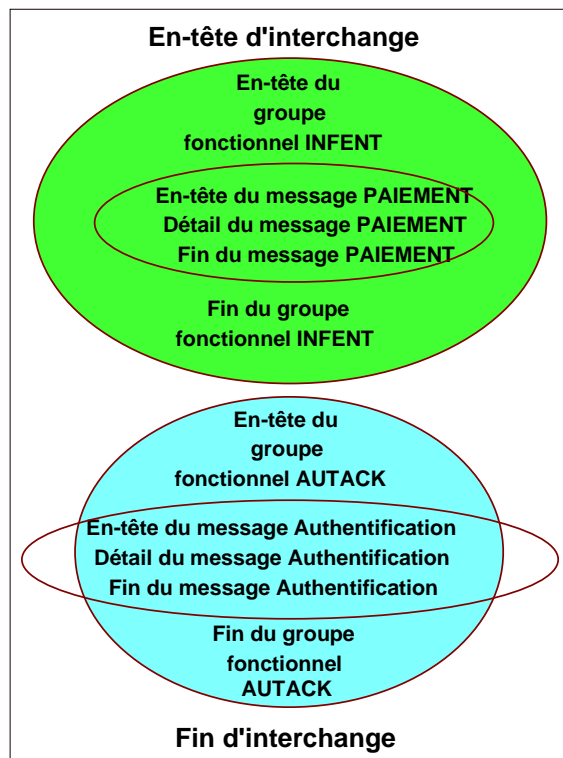 En-tête d'interchange
En-tête du
groupe
fonctionnel INFENT
En-tête du message PAIEMENT
Détail du message PAIEMENT
Fin du message PAIEMENT
Fin du groupe
fonctionnel INFENT
En-tête du
groupe
fonctionnel AUTACK
En-tête du message Authentification
Détail du message Authentification
Fin du message Authentification
Fin du groupe
fonctionnel
AUTACK
Fin d'interchange